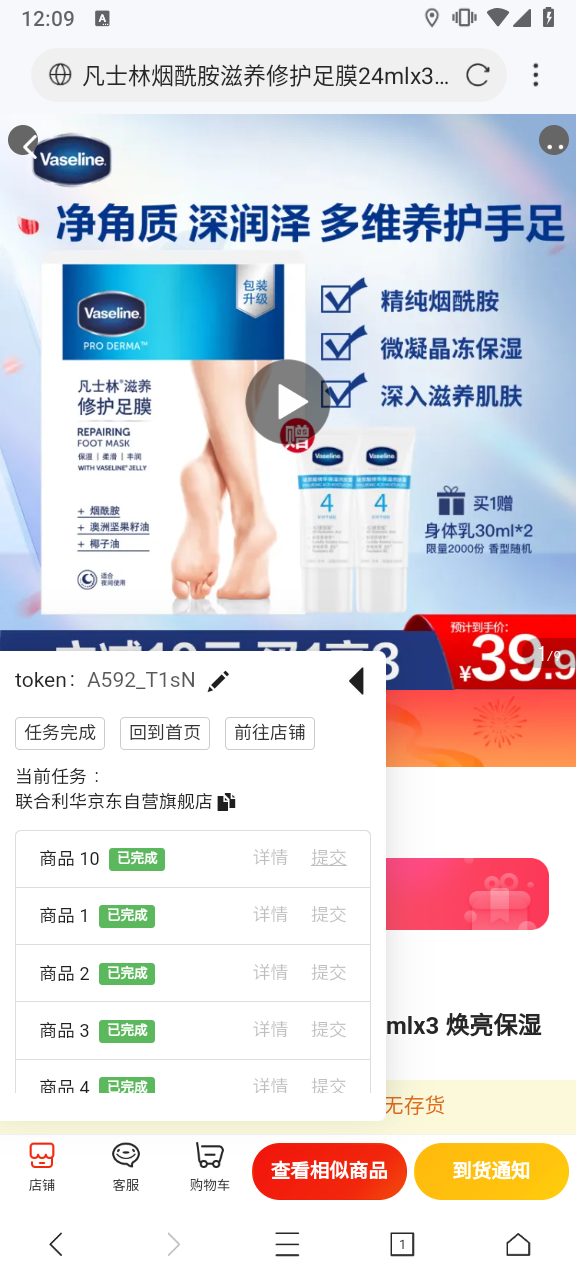 12:09
凡士林烟酰胺滋养修护足膜24mlx3...
Vaseline.
净角质 深润泽 多维养护手足
包装
升级
Vaseline.
PRO DERMA™
精纯烟酰胺
微凝晶冻保湿
深入滋养肌肤
凡士林®滋养
修护足膜
REPAIRING
FOOT MASK
保湿 | 柔滑 | 丰润
WITH VASELINE® JELLY
赠
Vaseline.
Vaseline.
4
4
+ 烟酰胺
+ 澳洲坚果籽油
+ 椰子油
适合
夜间使用
买1赠
身体乳30ml*2
限量2000份 香型随机
预计到手价:
¥39.9
1/9
token: A592_T1sN
任务完成
回到首页
前往店铺
当前任务：
联合利华京东自营旗舰店
商品 10 已完成 详情 提交
商品 1 已完成 详情 提交
商品 2 已完成 详情 提交
商品 3 已完成 详情 提交
商品 4 已完成 详情 提交
mlx3 焕亮保湿
无存货
店铺
客服
购物车
查看相似商品
到货通知
1